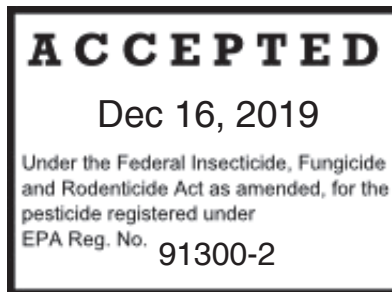 ACCEPTED
Dec 16, 2019
Under the Federal Insecticide, Fungicide
and Rodenticide Act as amended, for the
pesticide registered under
EPA Reg. No. 91300-2